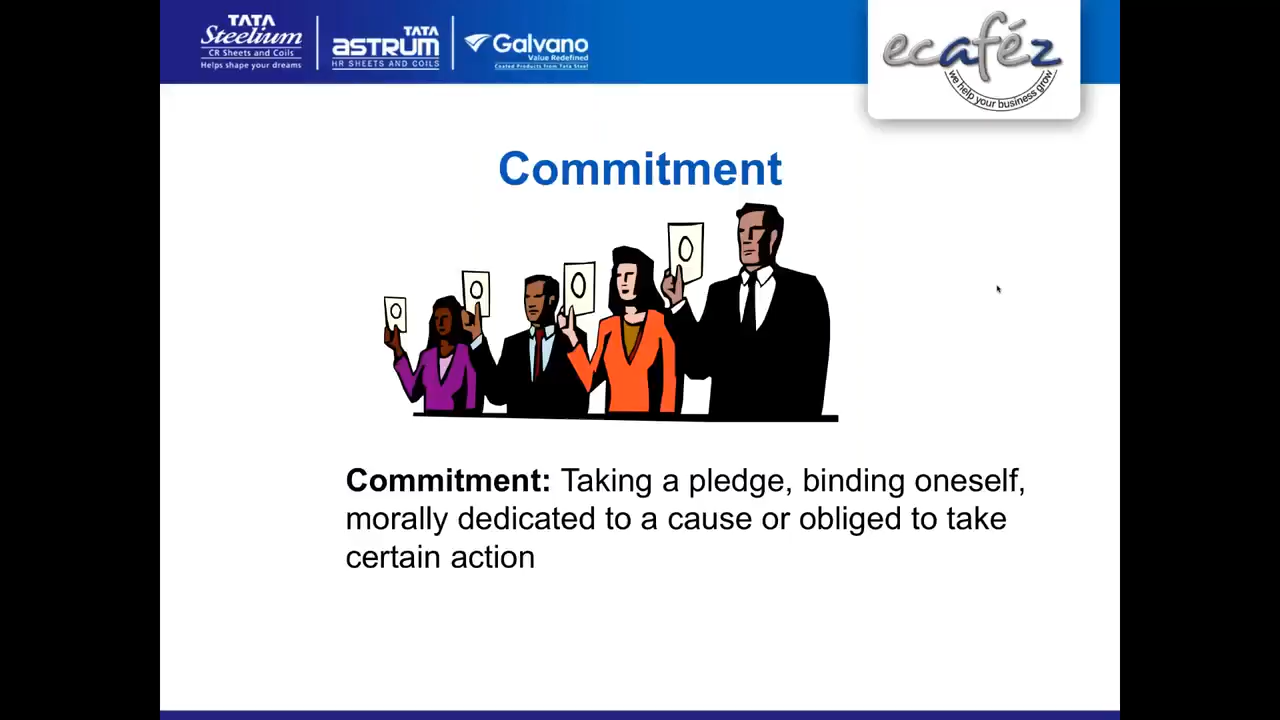 TATA
Steelium
CR Sheets and Coils
Helps shape your dreams
TATA
ASTRUM
HR SHEETS AND COILS
Galvano
Value Redefined
Coated Products from Tata Steel
ecaféz
we help your business grow
Commitment
Commitment: Taking a pledge, binding oneself,
morally dedicated to a cause or obliged to take
certain action